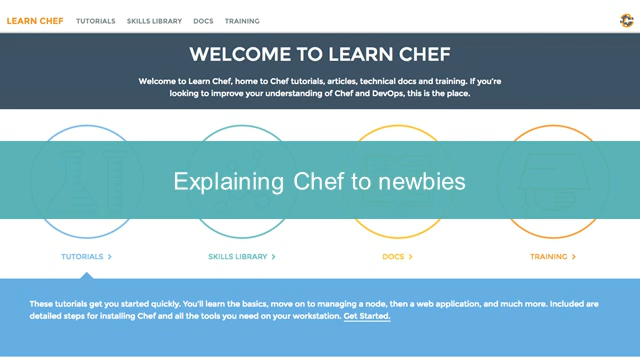 LEARN CHEF TUTORIALS SKILLS LIBRARY DOCS TRAINING
WELCOME TO LEARN CHEF
Welcome to Learn Chef, home to Chef tutorials, articles, technical docs and training. If you're
looking to improve your understanding of Chef and DevOps, this is the place.
Explaining Chef to newbies
TUTORIALS > SKILLS LIBRARY > DOCS > TRAINING >
These tutorials get you started quickly. You'll learn the basics, move on to managing a node, then a web application, and much more. Included are
detailed steps for installing Chef and all the tools you need on your workstation. Get Started.